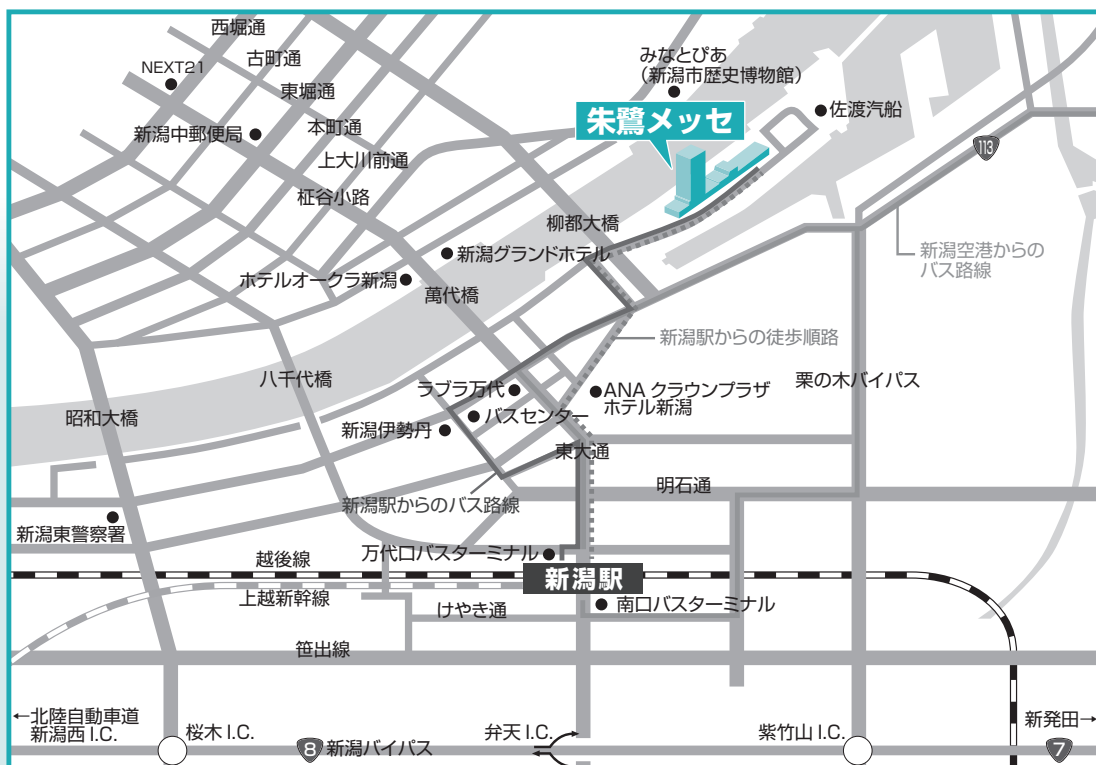 西堀通
古町通
NEXT21
東堀通
新潟中郵便局
本町通
上大川前通
柾谷小路
みなとぴあ
（新潟市歴史博物館）
佐渡汽船
朱鷺メッセ
113
柳都大橋
新潟グランドホテル
ホテルオークラ新潟
萬代橋
新潟空港からの
バス路線
新潟駅からの徒歩順路
八千代橋
ラブラ万代
ANA クラウンプラザ
ホテル新潟
栗の木バイパス
昭和大橋
バスセンター
新潟伊勢丹
東大通
明石通
新潟駅からのバス路線
新潟東警察署
万代口バスターミナル
越後線
新潟駅
上越新幹線
けやき通
南口バスターミナル
笹出線
←北陸自動車道
新潟西I.C.
桜木I.C.
8
新潟バイパス
弁天I.C.
紫竹山I.C.
新発田→
7